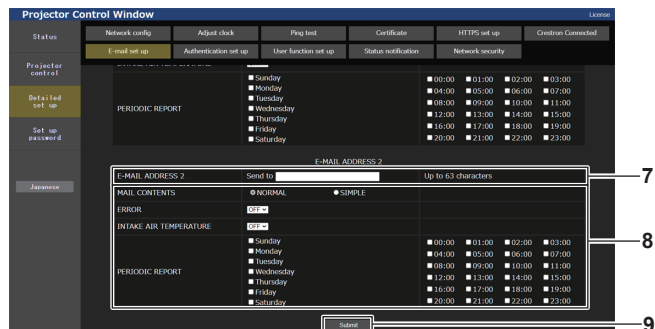 Projector Control Window
License
Status
Network config
Adjust clock
Ping test
Certificate
HTTPS set up
Crestron Connected
E-mail set up
Authentication set up
User function set up
Status notification
Network security
Projector
control
Detailed
set up
Set up
password
Japanese
PERIODIC REPORT
Sunday
Monday
Tuesday
Wednesday
Thursday
Friday
Saturday
00:00 01:00 02:00 03:00
04:00 05:00 06:00 07:00
08:00 09:00 10:00 11:00
12:00 13:00 14:00 15:00
16:00 17:00 18:00 19:00
20:00 21:00 22:00 23:00
E-MAIL ADDRESS 2
E-MAIL ADDRESS 2 Send to Up to 63 characters
7
MAIL CONTENTS NORMAL SIMPLE
ERROR OFF
INTAKE AIR TEMPERATURE OFF
8
PERIODIC REPORT
Sunday
Monday
Tuesday
Wednesday
Thursday
Friday
Saturday
00:00 01:00 02:00 03:00
04:00 05:00 06:00 07:00
08:00 09:00 10:00 11:00
12:00 13:00 14:00 15:00
16:00 17:00 18:00 19:00
20:00 21:00 22:00 23:00
Submit
9